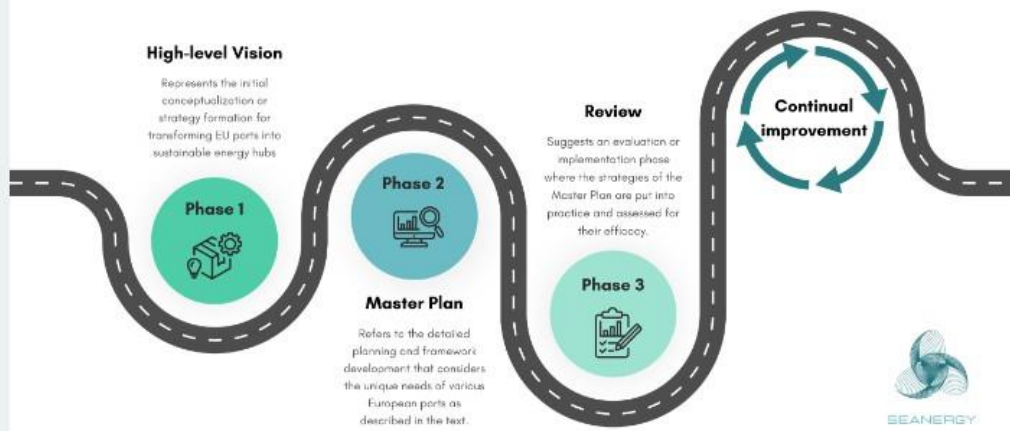 High-level Vision
Represents the initial
conceptualization or
strategy formation for
transforming EU ports into
sustainable energy hubs
Phase 1
Phase 2
Master Plan
Refers to the detailed
planning and framework
development that considers
the unique needs of various
European ports as
described in the text.
Review
Suggests an evaluation or
implementation phase
where the strategies of the
Master Plan are put into
practice and assessed for
their efficacy.
Phase 3
Continual
improvement
SEANERGY